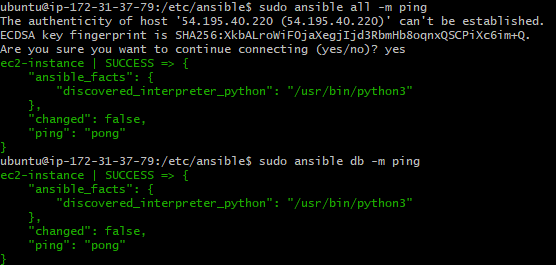 ubuntu@ip-172-31-37-79:/etc/ansible$ sudo ansible all -m ping
The authenticity of host '54.195.40.220 (54.195.40.220)' can't be established.
ECDSA key fingerprint is SHA256:XkbALroWiFOjaXegjIjd3RbmHb8oqnxQSCPiXc6im+Q.
Are you sure you want to continue connecting (yes/no)? yes
ec2-instance | SUCCESS => {
    "ansible_facts": {
        "discovered_interpreter_python": "/usr/bin/python3"
    },
    "changed": false,
    "ping": "pong"
}
ubuntu@ip-172-31-37-79:/etc/ansible$ sudo ansible db -m ping
ec2-instance | SUCCESS => {
    "ansible_facts": {
        "discovered_interpreter_python": "/usr/bin/python3"
    },
    "changed": false,
    "ping": "pong"
}